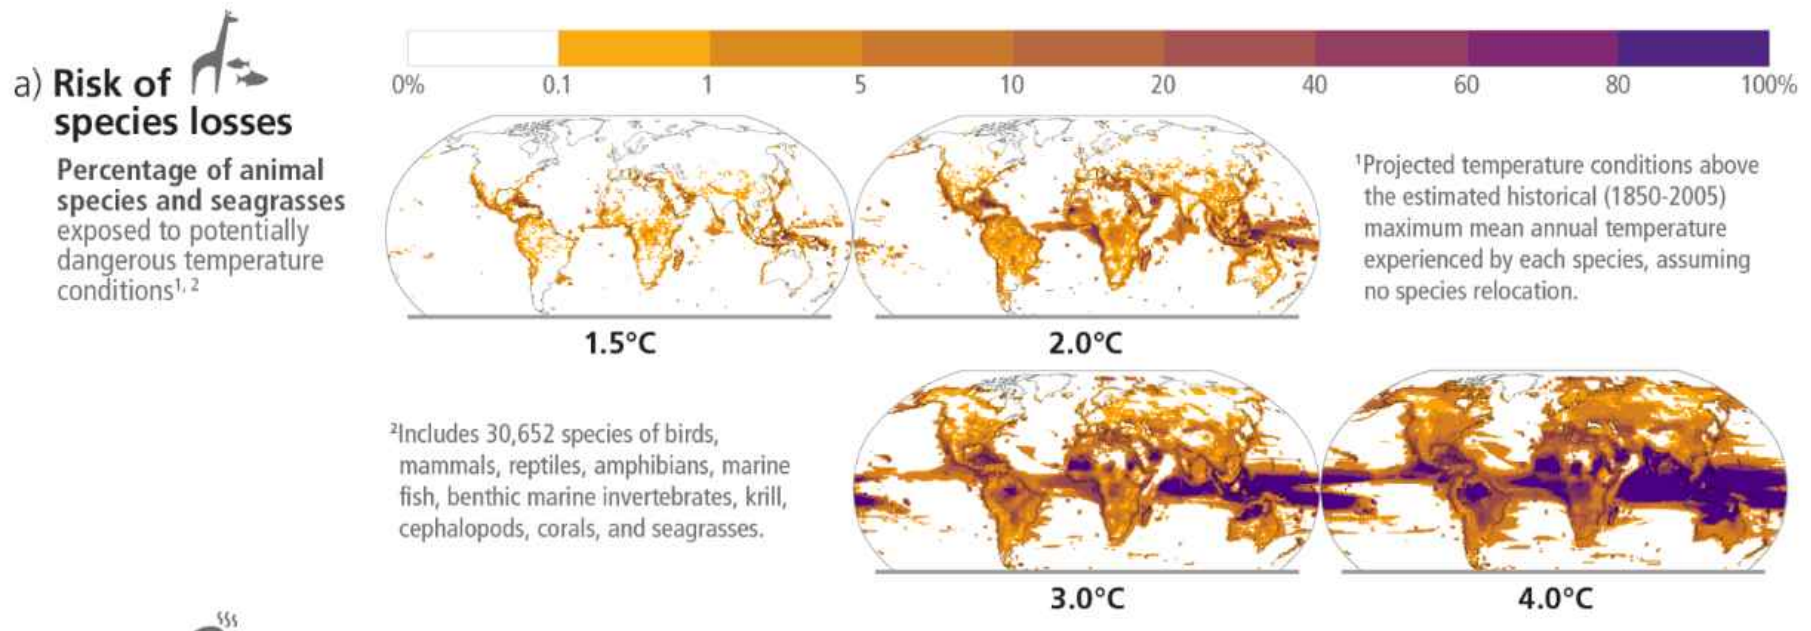 a) Risk of
species losses
Percentage of animal
species and seagrasses
exposed to potentially
dangerous temperature
conditions¹, ²
0% 0.1 1 5 10 20 40 60 80 100%
1.5°C
2.0°C
¹Projected temperature conditions above
the estimated historical (1850-2005)
maximum mean annual temperature
experienced by each species, assuming
no species relocation.
²Includes 30,652 species of birds,
mammals, reptiles, amphibians, marine
fish, benthic marine invertebrates, krill,
cephalopods, corals, and seagrasses.
3.0°C
4.0°C